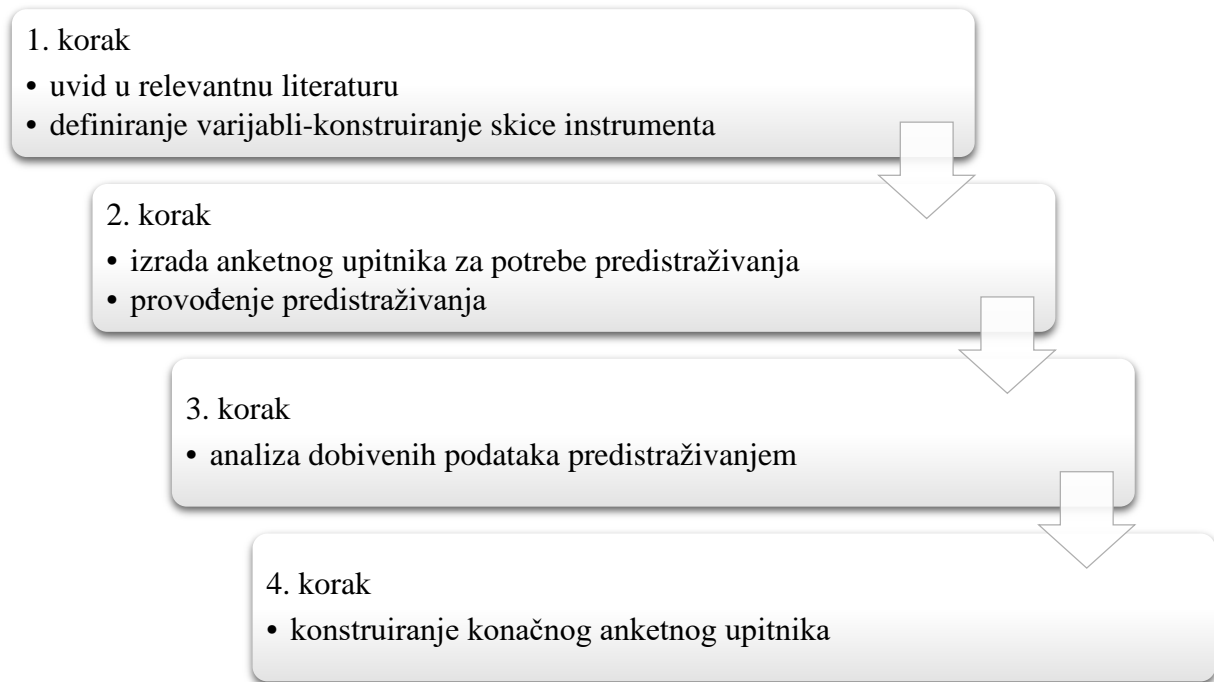 1. korak
• uvid u relevantnu literaturu
• definiranje varijabli-konstruiranje skice instrumenta
2. korak
• izrada anketnog upitnika za potrebe predistraživanja
• provođenje predistraživanja
3. korak
• analiza dobivenih podataka predistraživanjem
4. korak
• konstruiranje konačnog anketnog upitnika